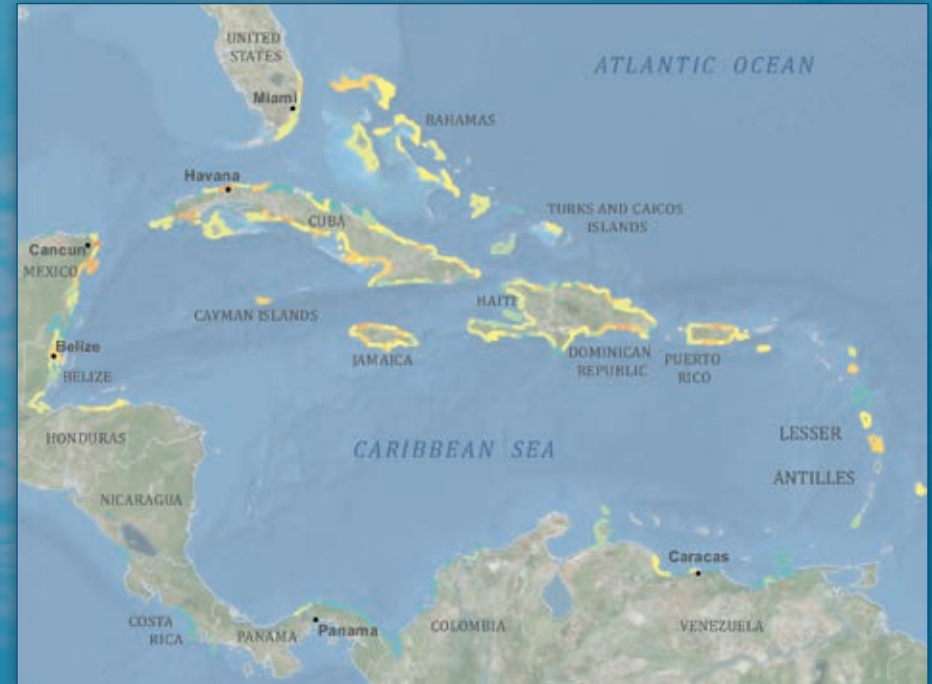 UNITED
STATES
ATLANTIC OCEAN
Miami
BAHAMAS
Havana
TURKS AND CAICOS
ISLANDS
CUBA
Cancun
MEXICO
HAITI
CAYMAN ISLANDS
JAMAICA
DOMINICAN
REPUBLIC
PUERTO
RICO
Belize
BELIZE
HONDURAS
CARIBBEAN SEA
LESSER
ANTILLES
NICARAGUA
Caracas
COSTA
RICA
PANAMA
Panama
COLOMBIA
VENEZUELA